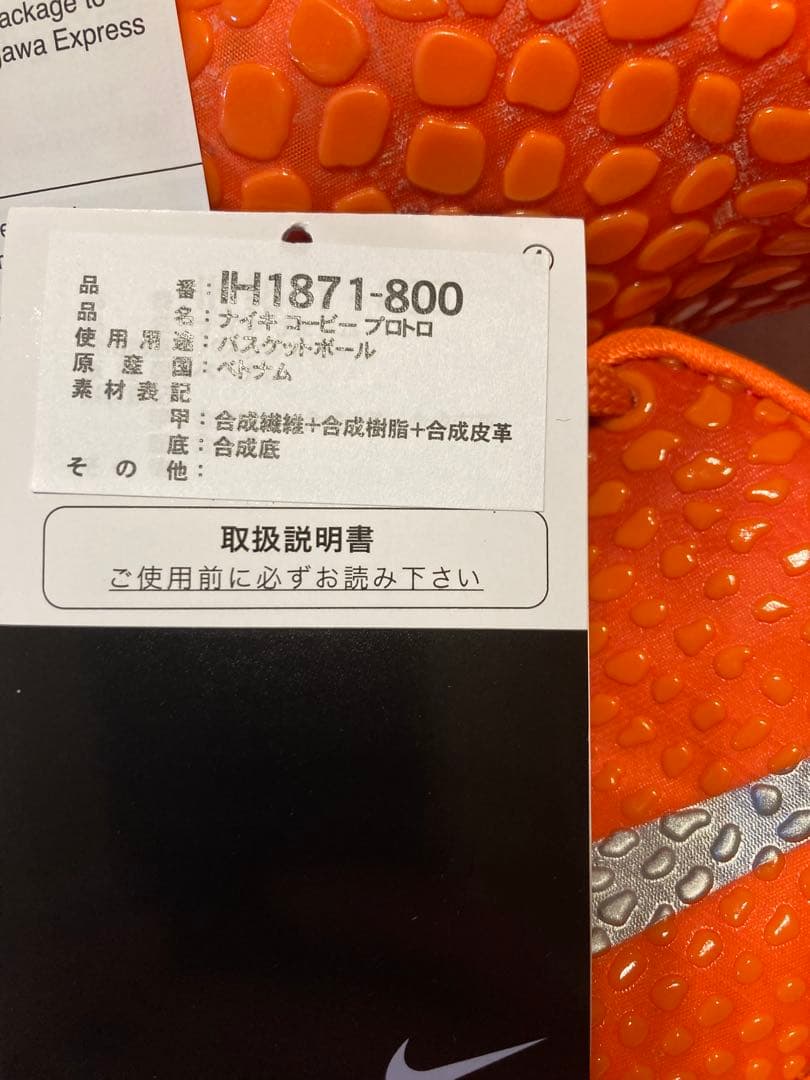 ackage to
gawa Express
品番：IH1871-800
品名：ナイキ コービー プロトロ
使用用途：バスケットボール
原産国：ベトナム
素材表記
甲：合成繊維+合成樹脂+合成皮革
底：合成底
その他：
取扱説明書
ご使用前に必ずお読み下さい